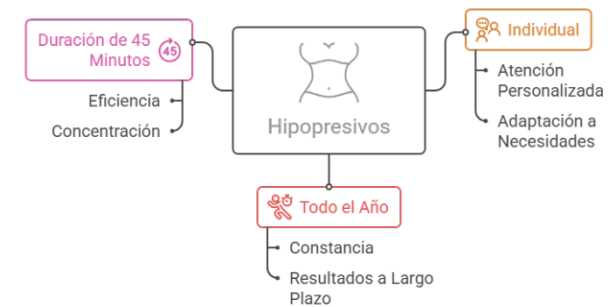 Duración de 45
Minutos
45
Eficiencia
Concentración
Hipopresivos
Individual
Atención
Personalizada
Adaptación a
Necesidades
Todo el Año
Constancia
Resultados a Largo
Plazo